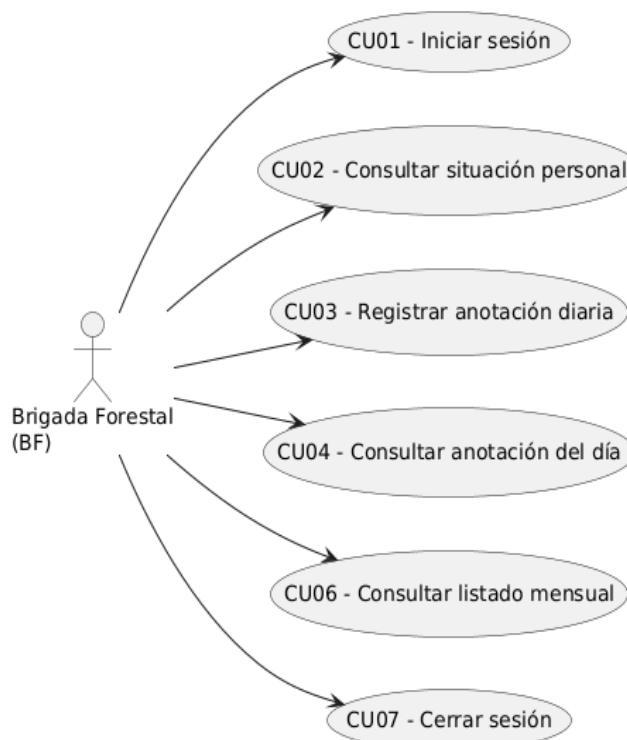 CU01 - Iniciar sesión
CU02 - Consultar situación personal
CU03 - Registrar anotación diaria
Brigada Forestal
(BF)
CU04 - Consultar anotación del día
CU06 - Consultar listado mensual
CU07 - Cerrar sesión